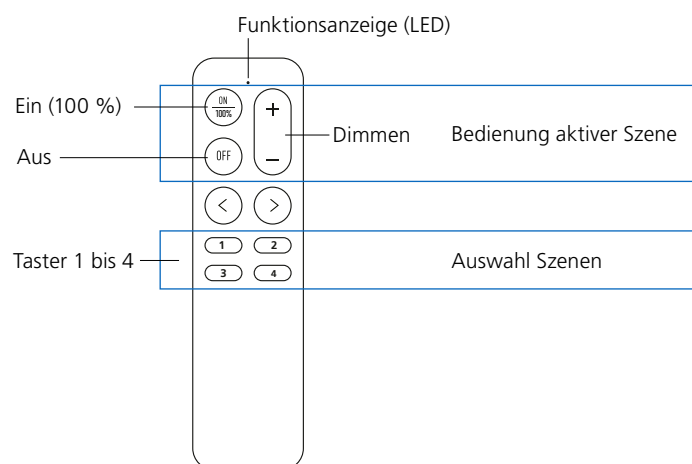 Funktionsanzeige (LED)
Ein (100 %)
ON
100%
+
Dimmen
Bedienung aktiver Szene
Aus
OFF
−
< >
Taster 1 bis 4
1 2
3 4
Auswahl Szenen